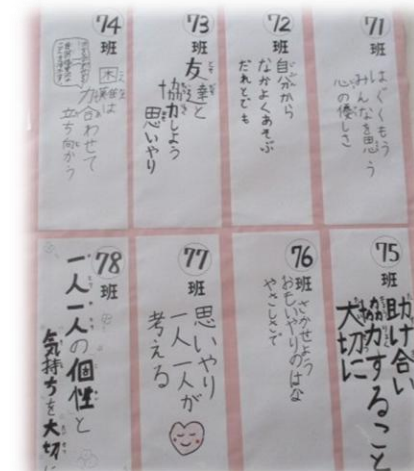 71
班
はぐくもう
みんなを思う
心の優しさ
72
班
自分から
なかよくあそぶ
だれとでも
73
班
友達と
協力しよう
思いやり
74
班
困難は
力合わせて
立ち向かう
75
班
助け合い
協力すること
大切に
76
班
さかせよう
おもいやりのはな
やさしさで
77
班
思いやり
一人一人が
考える
78
班
一人一人の個性と
気持ちを大切